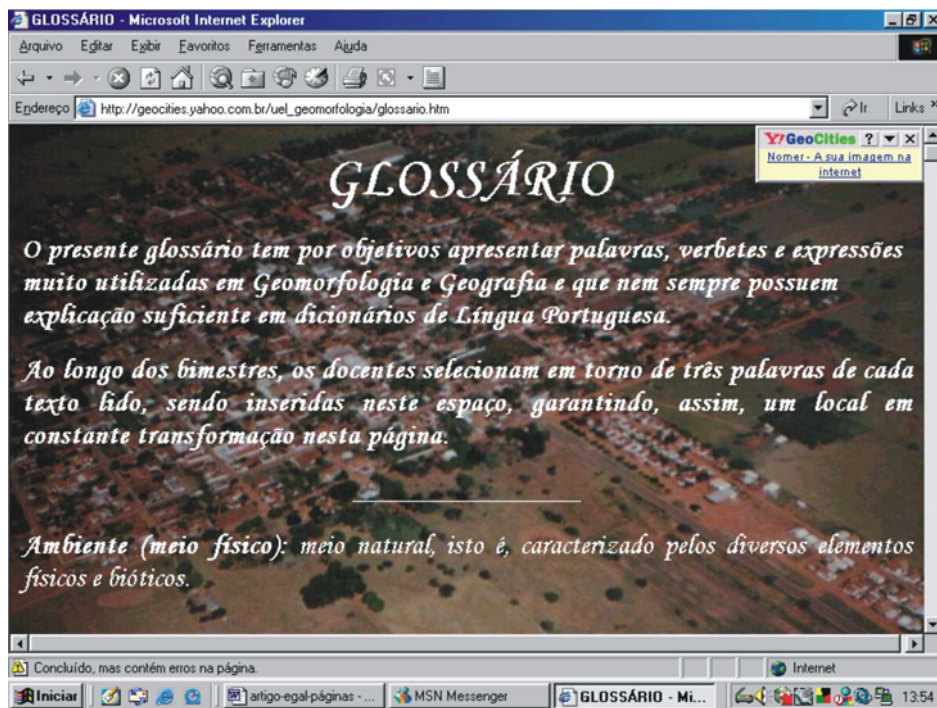 GLOSSÁRIO - Microsoft Internet Explorer
Arquivo Editar Exibir Favoritos Ferramentas Ajuda
Endereço http://geocities.yahoo.com.br/uel_geomorfologia/glossario.htm Ir Links »
Y! GeoCities ? X
Nomer - A sua imagem na
internet
GLOSSÁRIO
O presente glossário tem por objetivos apresentar palavras, verbetes e expressões
muito utilizadas em Geomorfologia e Geografia e que nem sempre possuem
explicação suficiente em dicionários de Língua Portuguesa.
Ao longo dos bimestres, os docentes selecionam em torno de três palavras de cada
texto lido, sendo inseridas neste espaço, garantindo, assim, um local em
constante transformação nesta página.
Ambiente (meio físico): meio natural, isto é, caracterizado pelos diversos elementos
físicos e bióticos.
Concluído, mas contém erros na página. Internet
Iniciar artigo-egal-páginas - ... MSN Messenger GLOSSÁRIO - Mi... 13:54